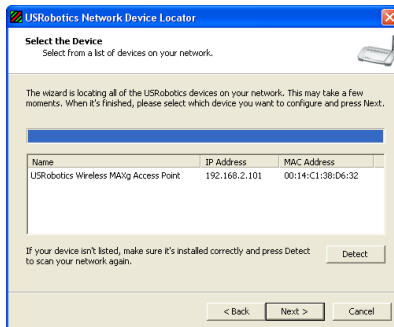 USRobotics Network Device Locator
Select the Device
Select from a list of devices on your network.
The wizard is locating all of the USRobotics devices on your network. This may take a few
moments. When it's finished, please select which device you want to configure and press Next.
Name IP Address MAC Address
USRobotics Wireless MAXg Access Point 192.168.2.101 00:14:C1:38:D6:32
If your device isn't listed, make sure it's installed correctly and press Detect
to scan your network again.
Detect
< Back Next > Cancel